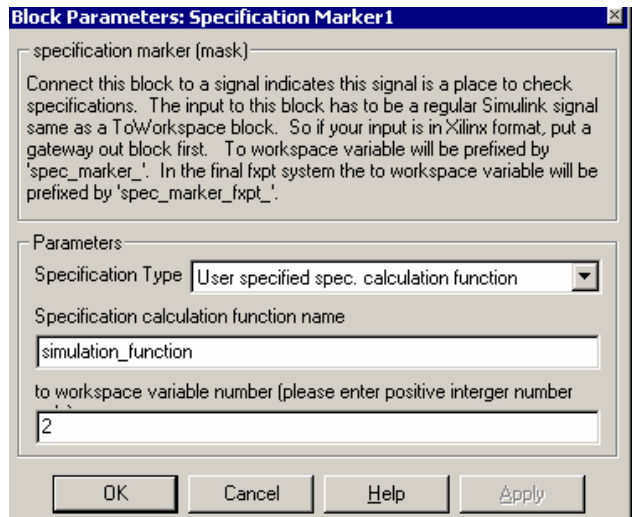 Block Parameters: Specification Marker1
specification marker (mask)
Connect this block to a signal indicates this signal is a place to check
specifications. The input to this block has to be a regular Simulink signal
same as a ToWorkspace block. So if your input is in Xilinx format, put a
gateway out block first. To workspace variable will be prefixed by
'spec_marker_'. In the final fxpt system the to workspace variable will be
prefixed by 'spec_marker_fxpt_'.
Parameters
Specification Type User specified spec. calculation function
Specification calculation function name
simulation_function
to workspace variable number (please enter positive interger number
2
OK Cancel Help Apply